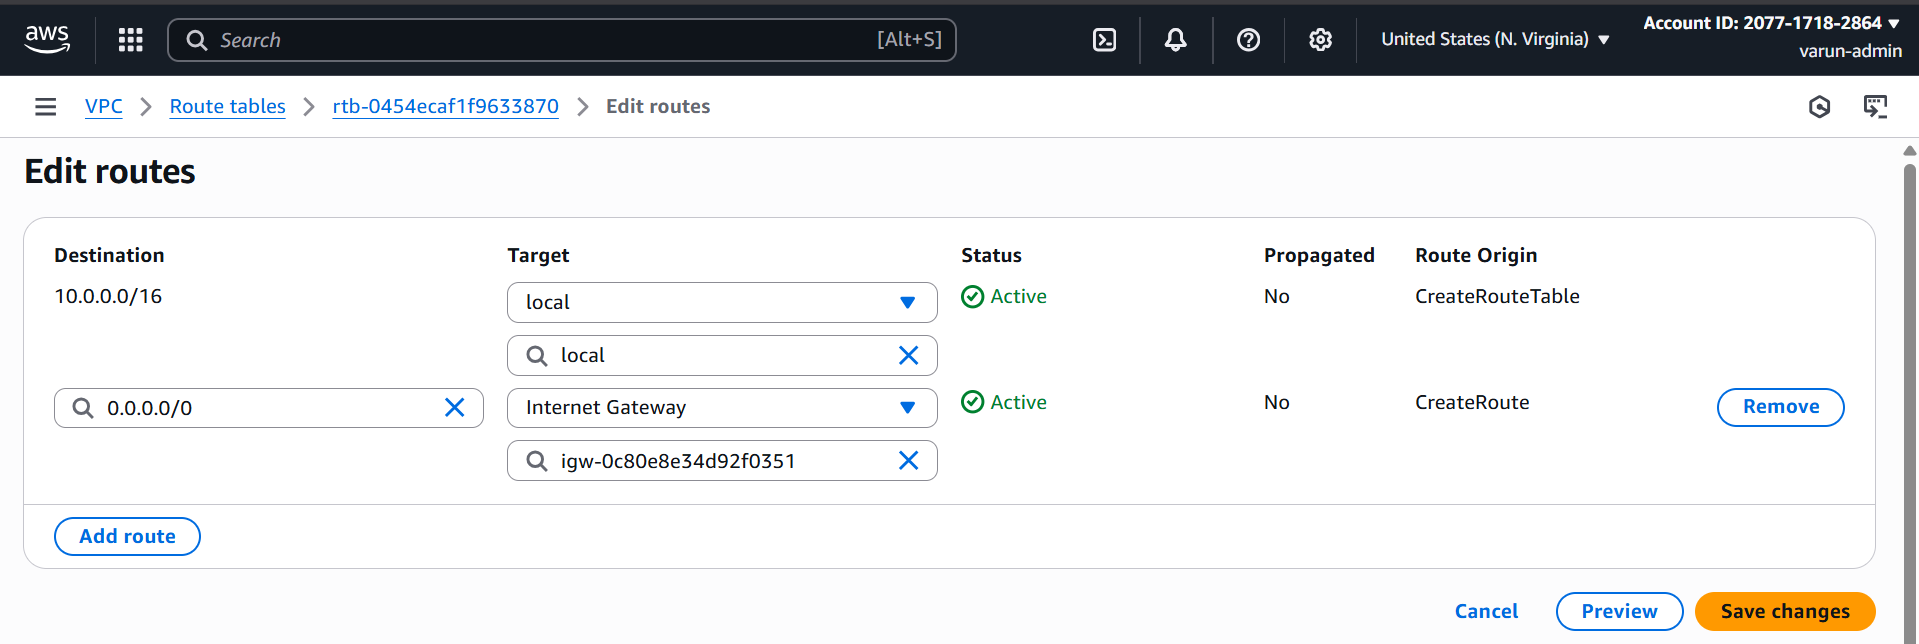 aws
Search [Alt+S]
United States (N. Virginia)
Account ID: 2077-1718-2864
varun-admin
VPC Route tables rtb-0454ecaf1f9633870 Edit routes
Edit routes
Destination Target Status Propagated Route Origin
10.0.0.0/16 local Active No CreateRouteTable
local
0.0.0.0/0 Internet Gateway Active No CreateRoute Remove
igw-0c80e8e34d92f0351
Add route
Cancel Preview Save changes